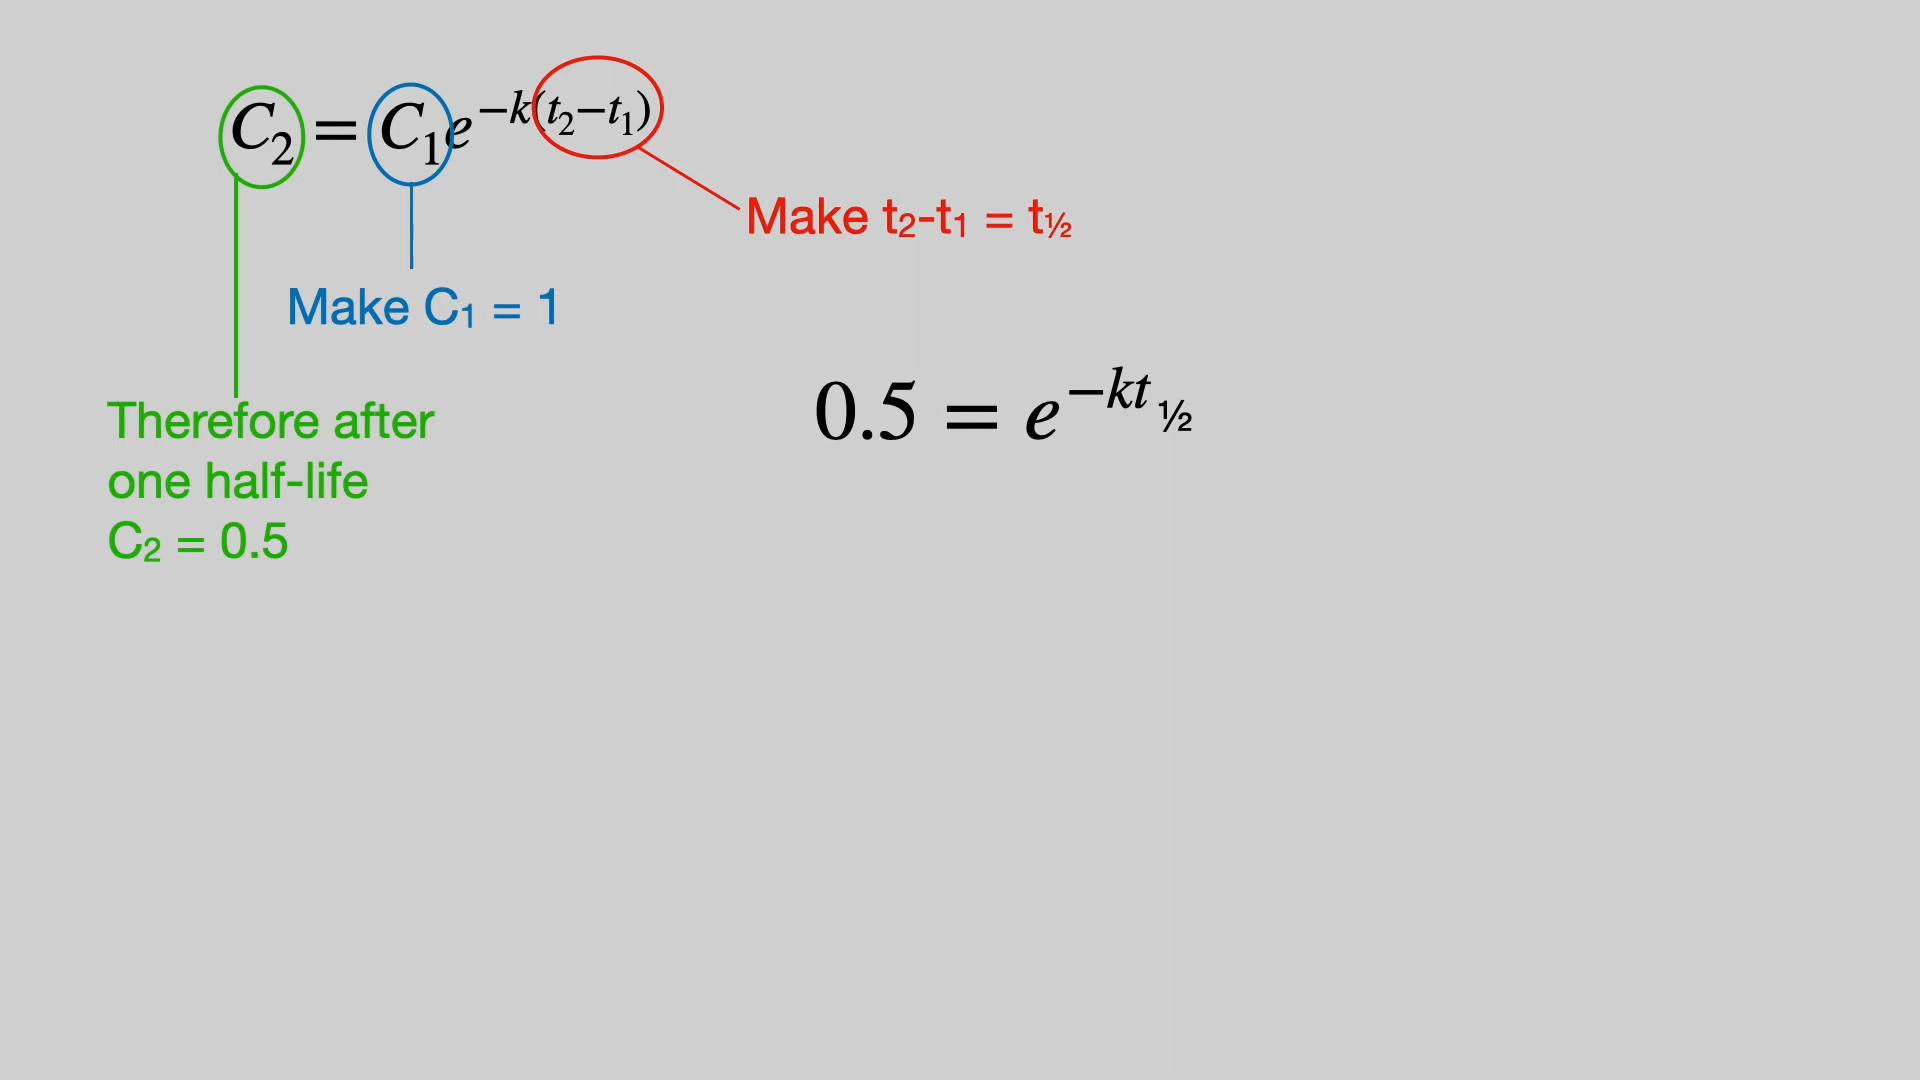 C₂ = C₁e^−k(t₂−t₁)
Make t₂-t₁ = t½
Make C₁ = 1
0.5 = e^−kt½
Therefore after
one half-life
C₂ = 0.5